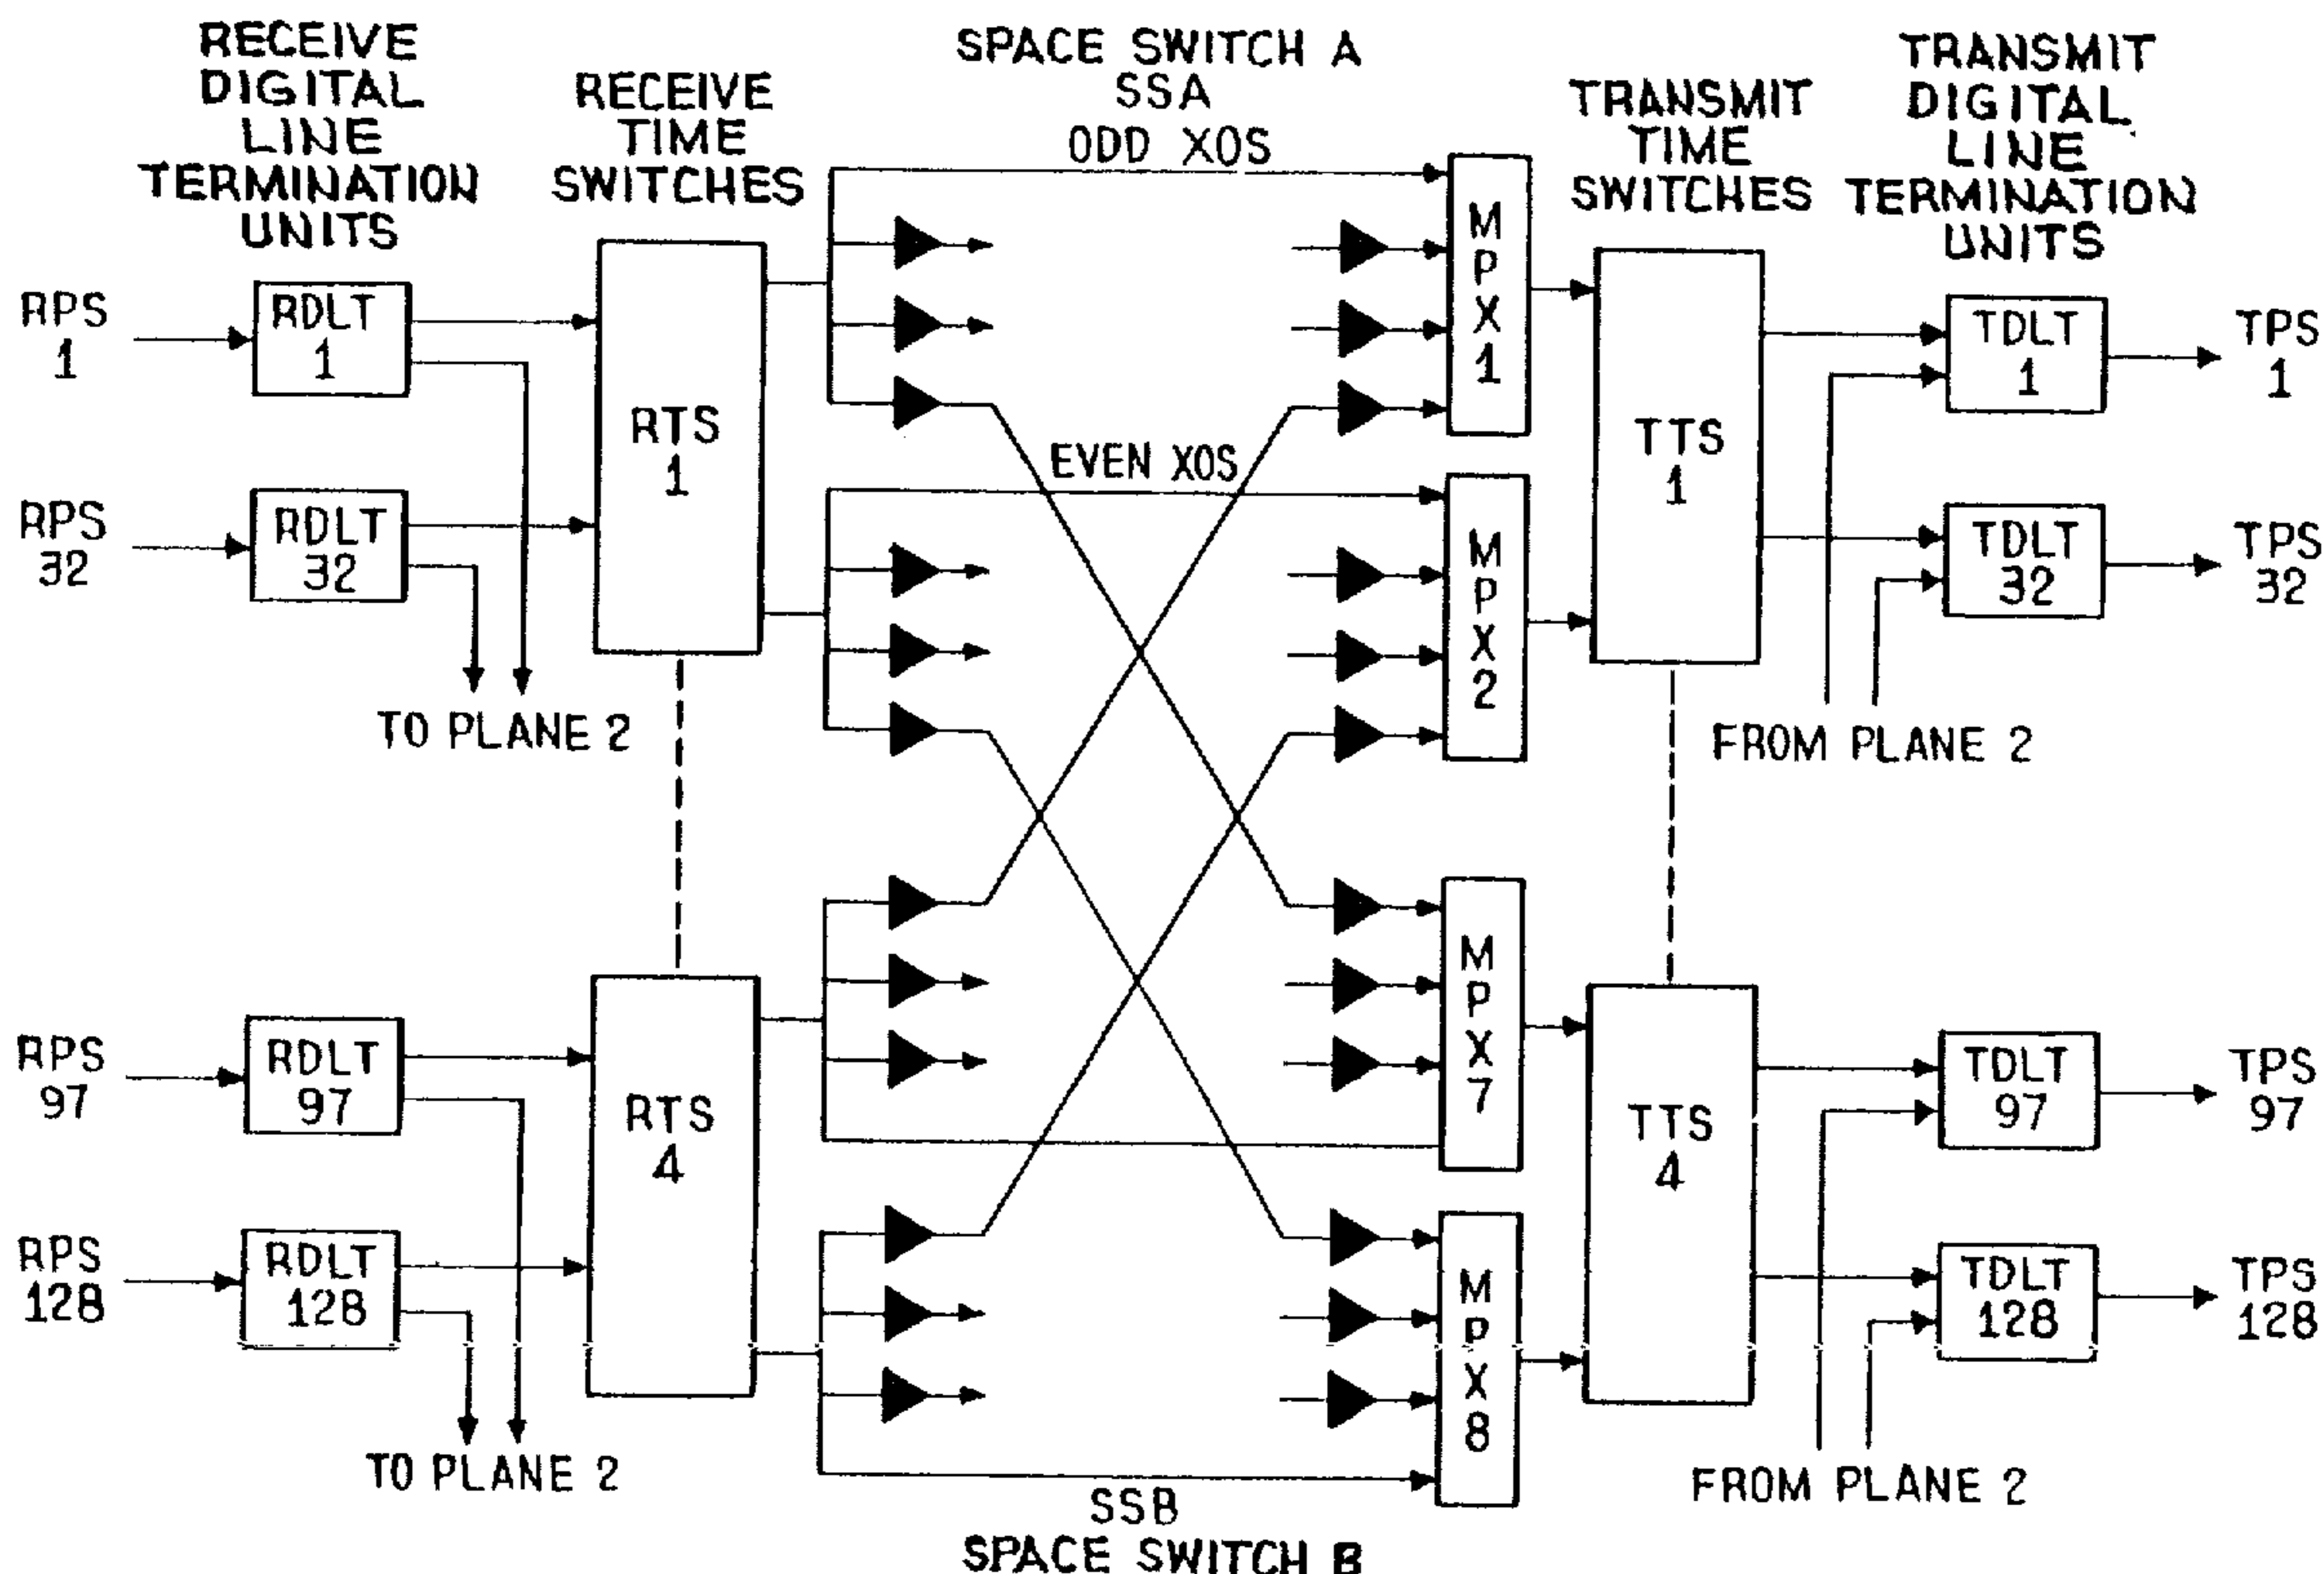 RECEIVE
DIGITAL
LINE
TERMINATION
UNITS
RECEIVE
TIME
SWITCHES
SPACE SWITCH A
SSA
ODD XOS
TRANSMIT
TIME
SWITCHES
TRANSMIT
DIGITAL
LINE
TERMINATION
UNITS
RPS
1
RDLT
1
RPS
32
RDLT
32
TO PLANE 2
RTS
1
EVEN XOS
MPX1
MPX2
TTS
1
TDLT
1
TPS
1
TDLT
32
TPS
32
FROM PLANE 2
RPS
97
RDLT
97
RPS
128
RDLT
128
TO PLANE 2
RTS
4
MPX7
MPX8
TTS
4
TDLT
97
TPS
97
TDLT
128
TPS
128
FROM PLANE 2
SSB
SPACE SWITCH B